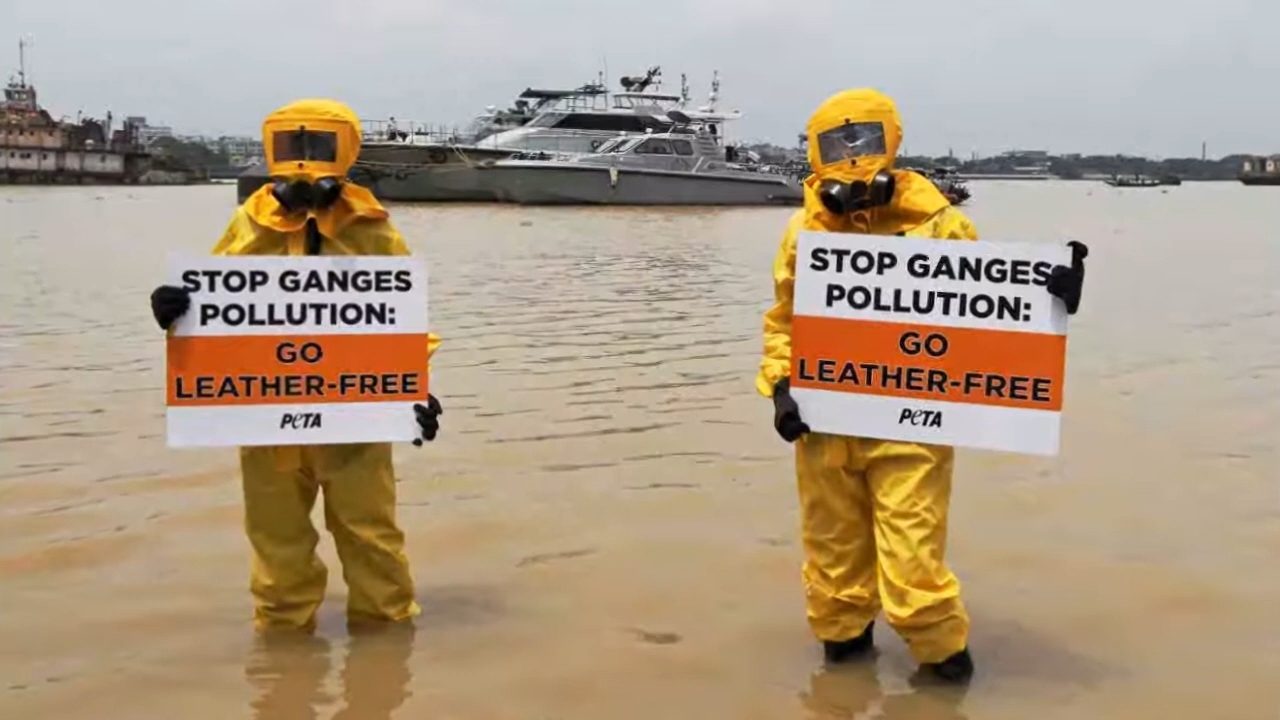 STOP GANGES
POLLUTION:
GO
LEATHER-FREE
PETA
STOP GANGES
POLLUTION:
GO
LEATHER-FREE
PETA